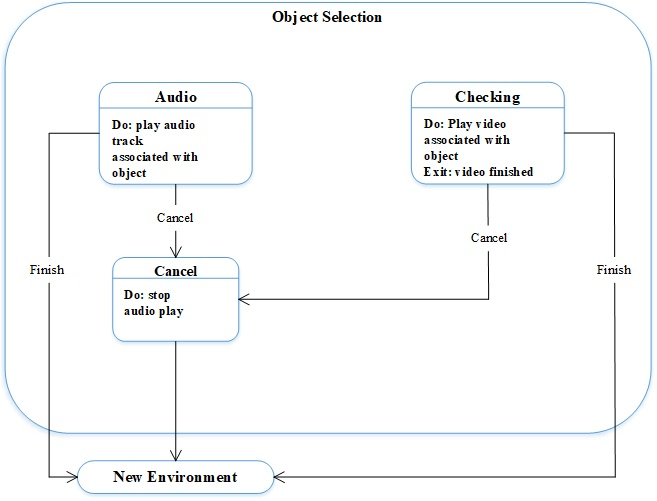 Object Selection
Audio
Do: play audio
track
associated with
object
Checking
Do: Play video
associated with
object
Exit: video finished
Cancel
Cancel
Finish
Finish
Cancel
Do: stop
audio play
New Environment